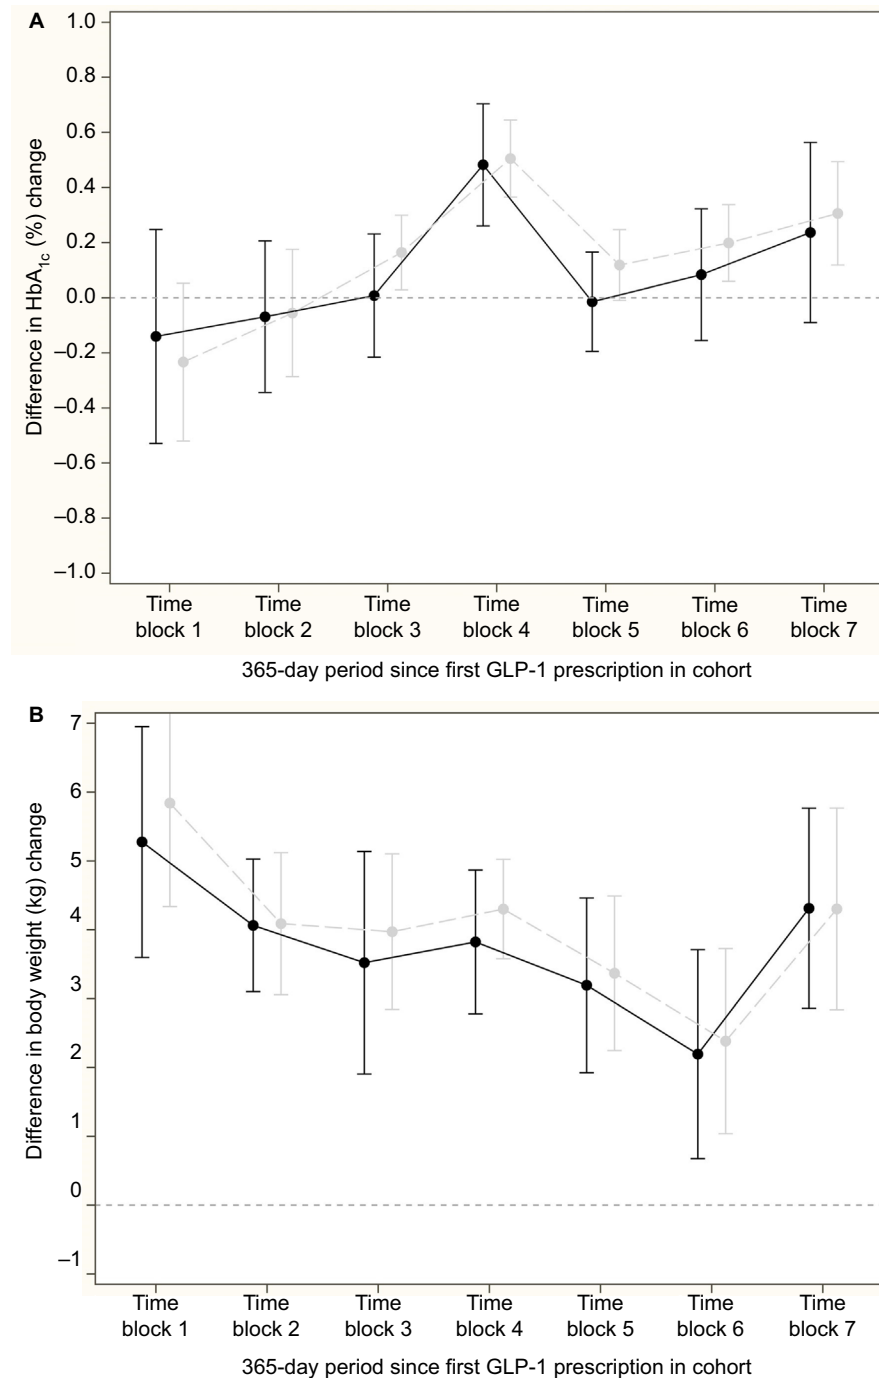 A
Difference in HbA1c (%) change
1.0
0.8
0.6
0.4
0.2
0.0
–0.2
–0.4
–0.6
–0.8
–1.0
Time Time Time Time Time Time Time
block 1 block 2 block 3 block 4 block 5 block 6 block 7
365-day period since first GLP-1 prescription in cohort
B
Difference in body weight (kg) change
7
6
5
4
3
2
1
0
–1
Time Time Time Time Time Time Time
block 1 block 2 block 3 block 4 block 5 block 6 block 7
365-day period since first GLP-1 prescription in cohort